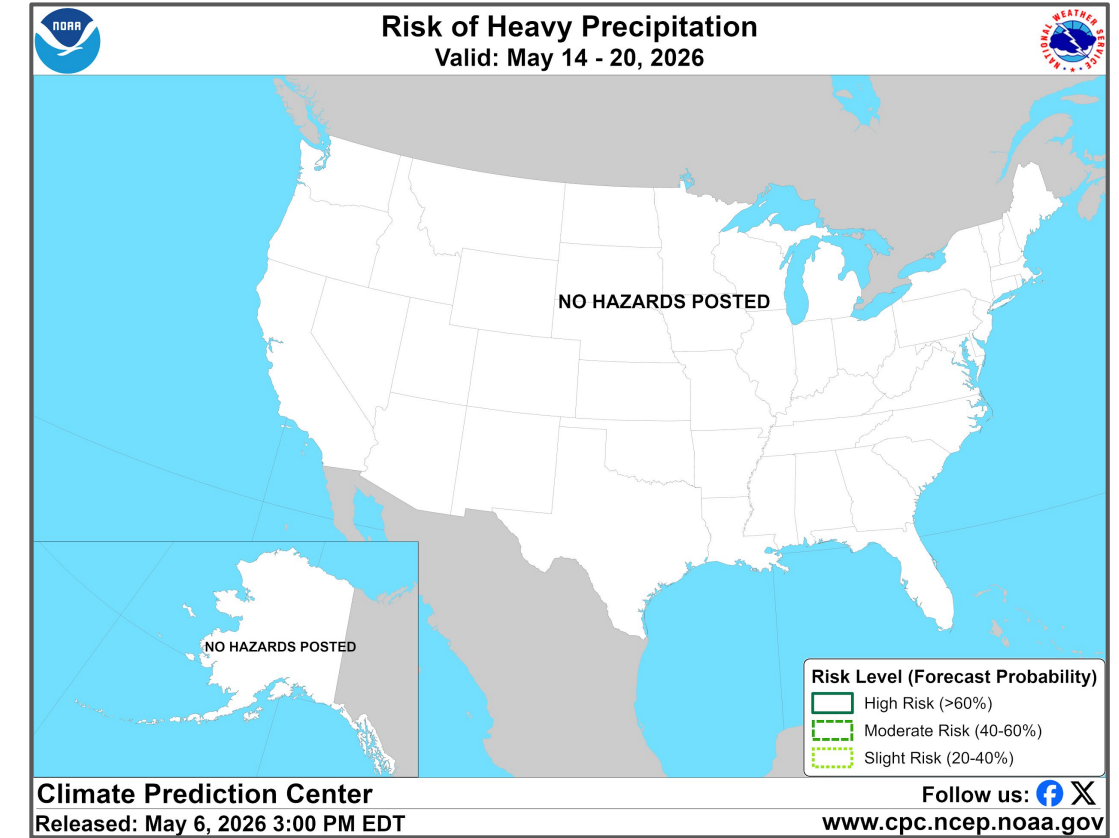 NOAA
Risk of Heavy Precipitation
Valid: May 14 - 20, 2026
NATIONAL WEATHER SERVICE
NO HAZARDS POSTED
NO HAZARDS POSTED
Risk Level (Forecast Probability)
High Risk (>60%)
Moderate Risk (40-60%)
Slight Risk (20-40%)
Climate Prediction Center
Follow us:
Released: May 6, 2026 3:00 PM EDT
www.cpc.ncep.noaa.gov